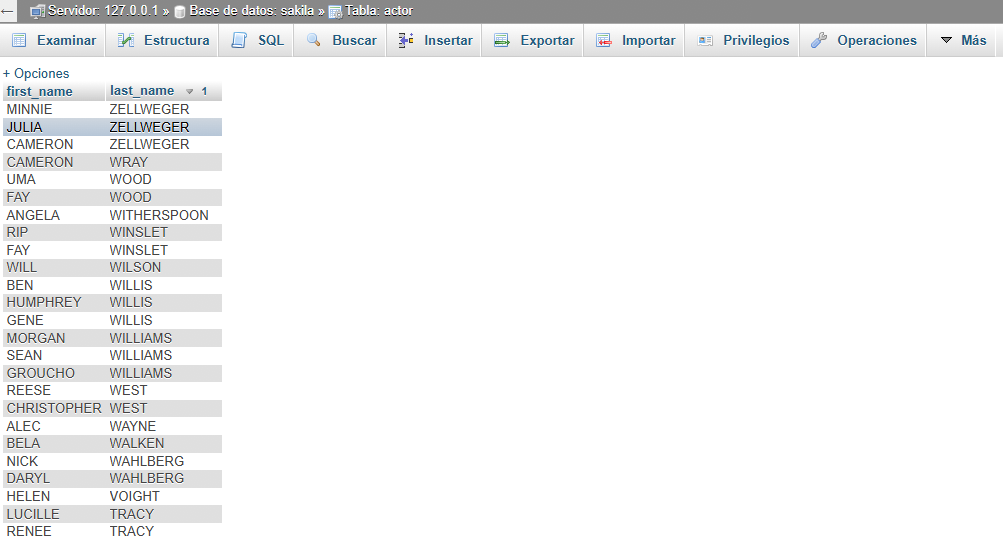 Servidor: 127.0.0.1 » Base de datos: sakila » Tabla: actor
Examinar Estructura SQL Buscar Insertar Exportar Importar Privilegios Operaciones Más
+ Opciones
first_name last_name 1
MINNIE ZELLWEGER
JULIA ZELLWEGER
CAMERON ZELLWEGER
CAMERON WRAY
UMA WOOD
FAY WOOD
ANGELA WITHERSPOON
RIP WINSLET
FAY WINSLET
WILL WILSON
BEN WILLIS
HUMPHREY WILLIS
GENE WILLIS
MORGAN WILLIAMS
SEAN WILLIAMS
GROUCHO WILLIAMS
REESE WEST
CHRISTOPHER WEST
ALEC WAYNE
BELA WALKEN
NICK WAHLBERG
DARYL WAHLBERG
HELEN VOIGHT
LUCILLE TRACY
RENEE TRACY